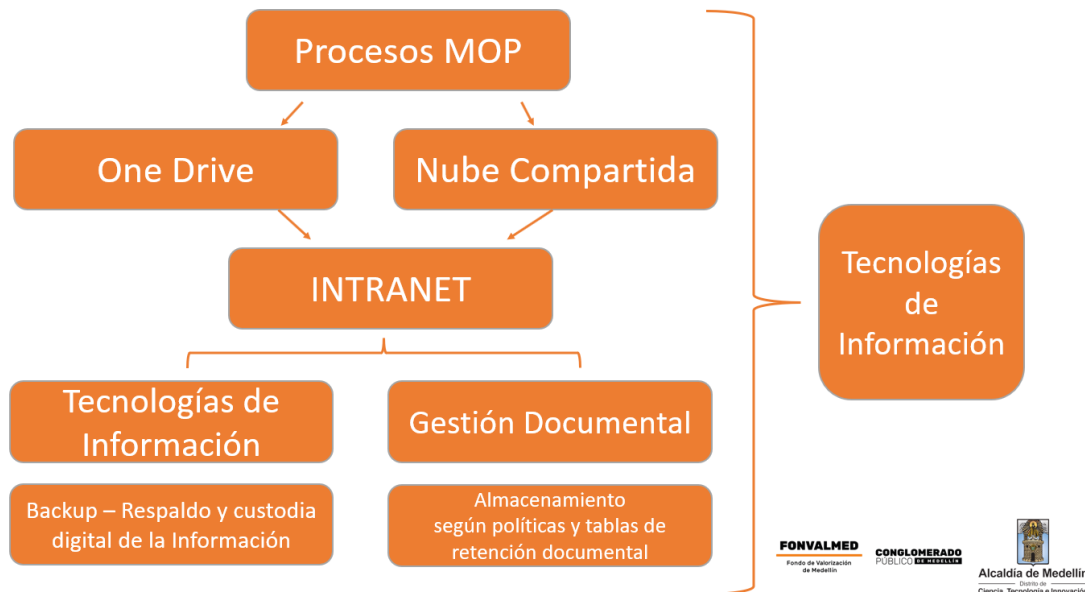 Procesos MOP
One Drive
Nube Compartida
INTRANET
Tecnologías de
Información
Gestión Documental
Backup – Respaldo y custodia
digital de la Información
Almacenamiento
según políticas y tablas de
retención documental
Tecnologías
de
Información
FONVALMED
Fondo de Valorización
de Medellín
CONGLOMERADO
PÚBLICO DE MEDELLÍN
Alcaldía de Medellín
Distrito de
Ciencia, Tecnología e Innovación